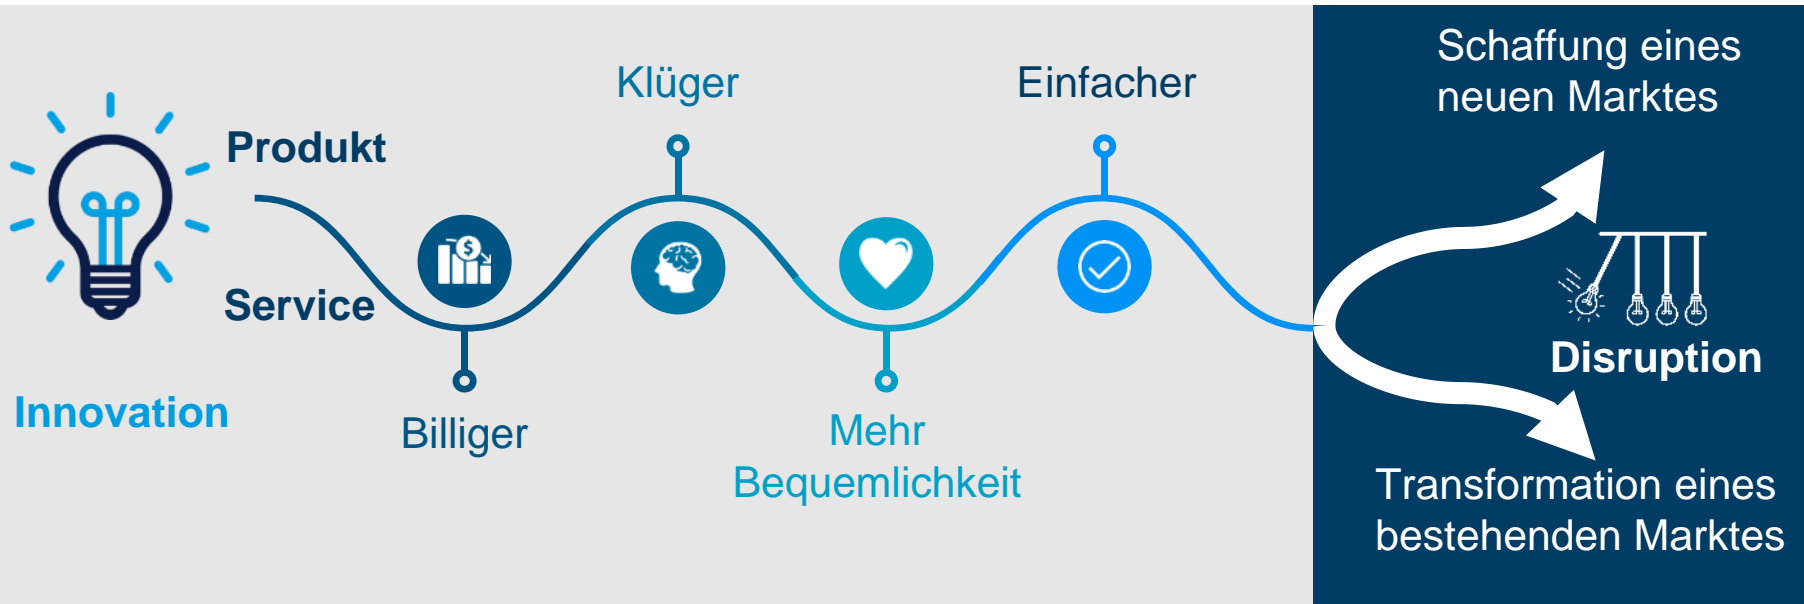 Innovation
Produkt
Service
Billiger
Klüger
Mehr
Bequemlichkeit
Einfacher
Schaffung eines
neuen Marktes
Disruption
Transformation eines
bestehenden Marktes